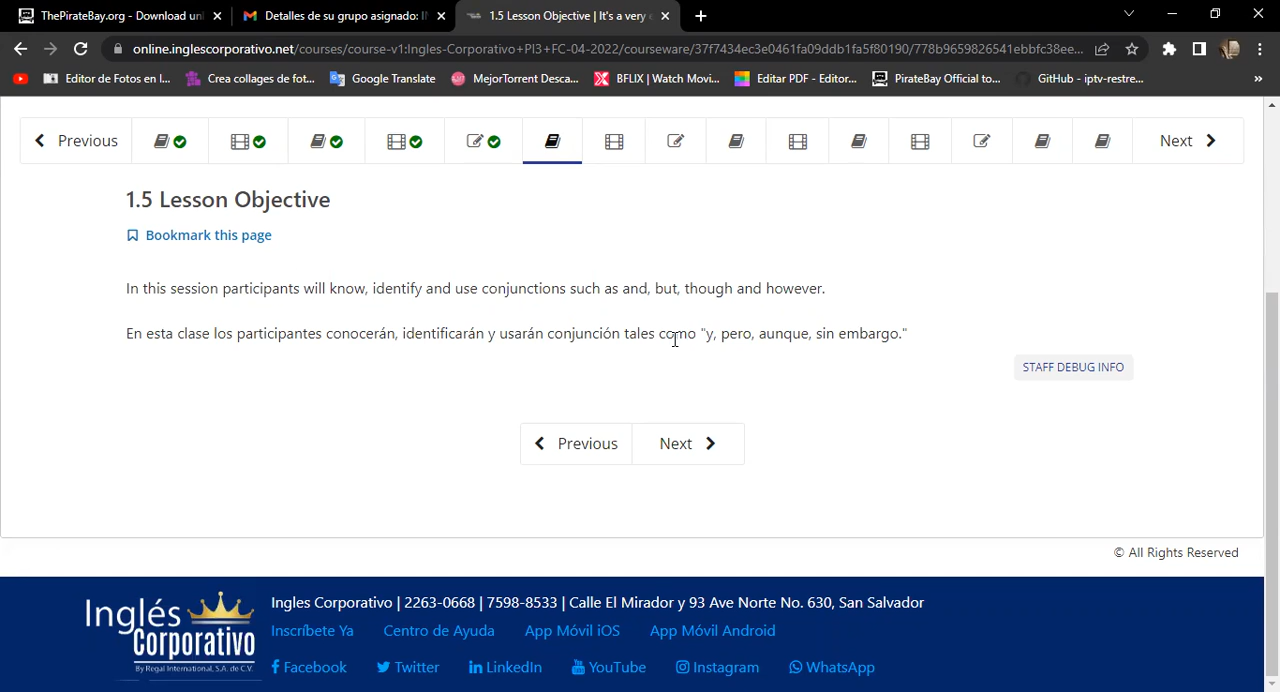 ThePirateBay.org - Download unl
Detalles de su grupo asignado: I
1.5 Lesson Objective | It's a very
online.inglescorporativo.net/courses/course-v1:Ingles-Corporativo+PI3+FC-04-2022/courseware/37f7434ec3e0461fa09ddb1fa5f80190/778b9659826541ebbfc38ee...
Editor de Fotos en l...
Crea collages de fot...
Google Translate
MejorTorrent Desca...
BFLIX | Watch Movi...
Editar PDF - Editor...
PirateBay Official to...
GitHub - iptv-restre...
»
Previous
Next
1.5 Lesson Objective
Bookmark this page
In this session participants will know, identify and use conjunctions such as and, but, though and however.
En esta clase los participantes conocerán, identificarán y usarán conjunción tales como "y, pero, aunque, sin embargo."
STAFF DEBUG INFO
Previous
Next
© All Rights Reserved
Inglés
Corporativo
By Regal International, S.A. de C.V.
Ingles Corporativo | 2263-0668 | 7598-8533 | Calle El Mirador y 93 Ave Norte No. 630, San Salvador
Inscríbete Ya
Centro de Ayuda
App Móvil iOS
App Móvil Android
Facebook
Twitter
LinkedIn
YouTube
Instagram
WhatsApp